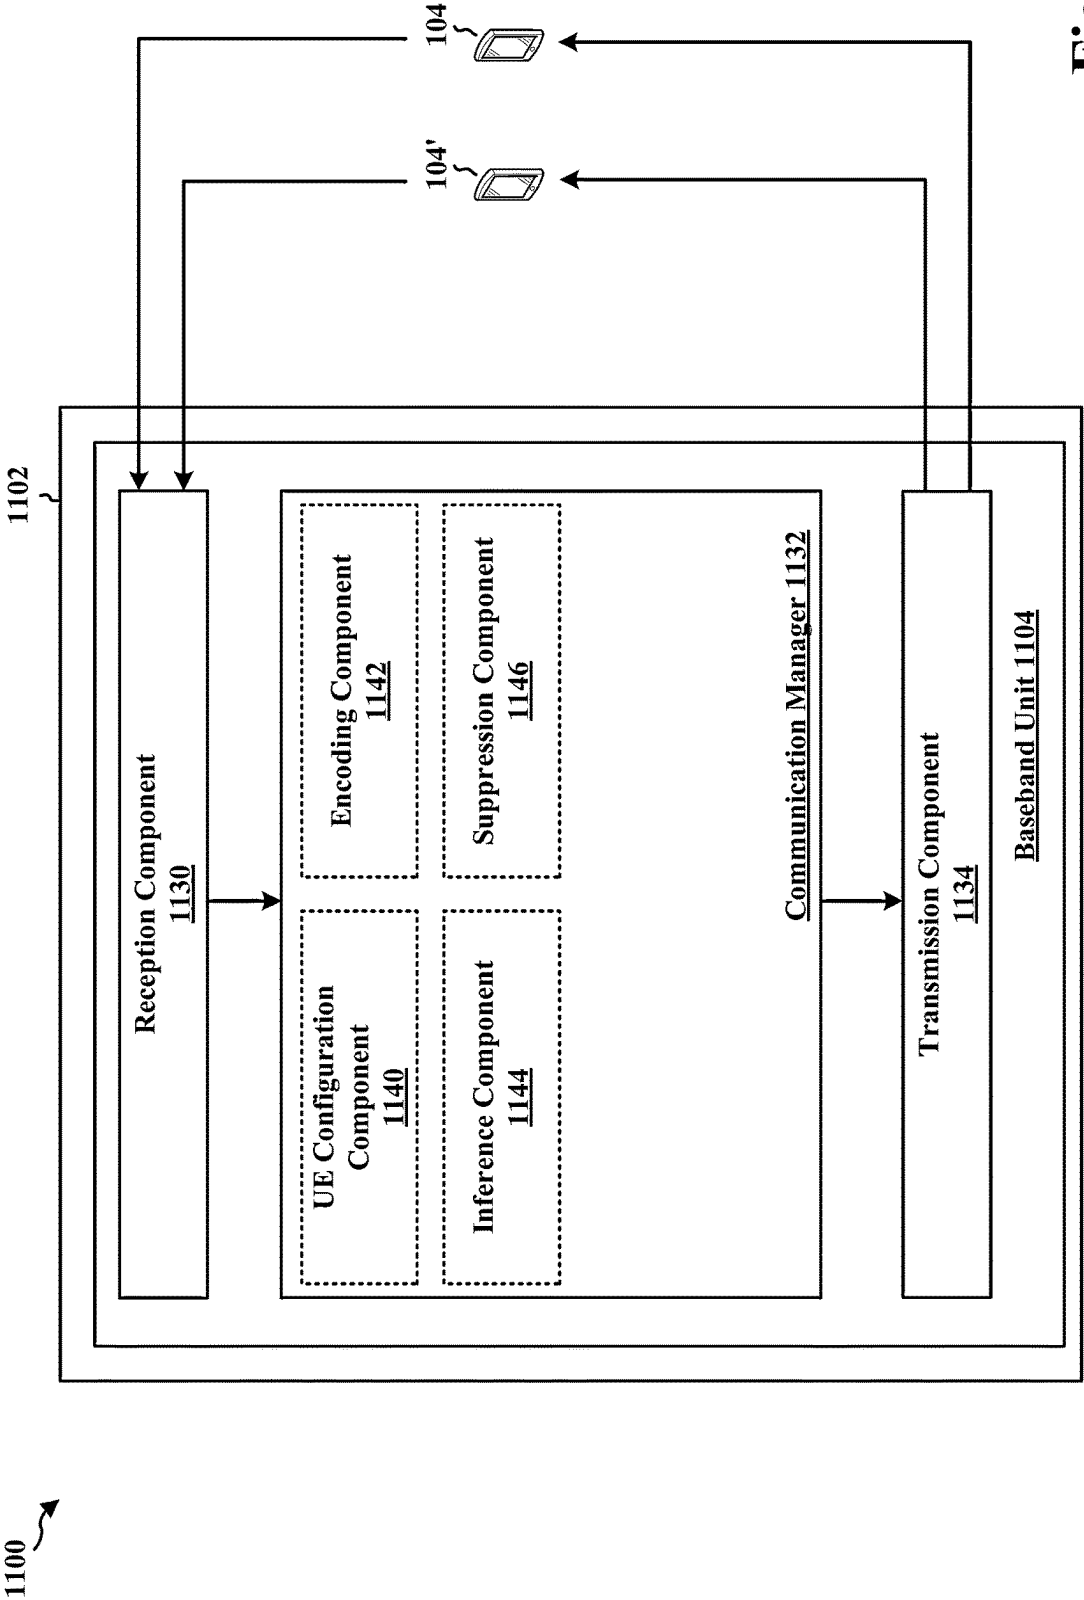 1100
1102
104'
104
Reception Component
1130
UE Configuration
Component
1140
Encoding Component
1142
Inference Component
1144
Suppression Component
1146
Communication Manager 1132
Transmission Component
1134
Baseband Unit 1104